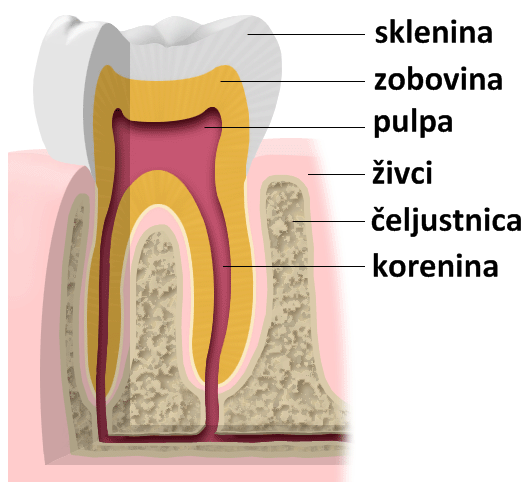 sklenina
zobovina
pulpa
živci
čeljustnica
korenina